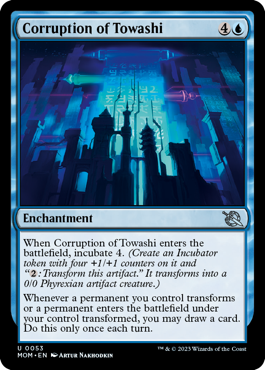 Corruption of Towashi 4
Enchantment
When Corruption of Towashi enters the
battlefield, incubate 4. (Create an Incubator
token with four +1/+1 counters on it and
“2: Transform this artifact.” It transforms into a
0/0 Phyrexian artifact creature.)
Whenever a permanent you control transforms
or a permanent enters the battlefield under
your control transformed, you may draw a card.
Do this only once each turn.
U 0053
MOM • EN Artur Nakhodkin
™ & © 2023 Wizards of the Coast